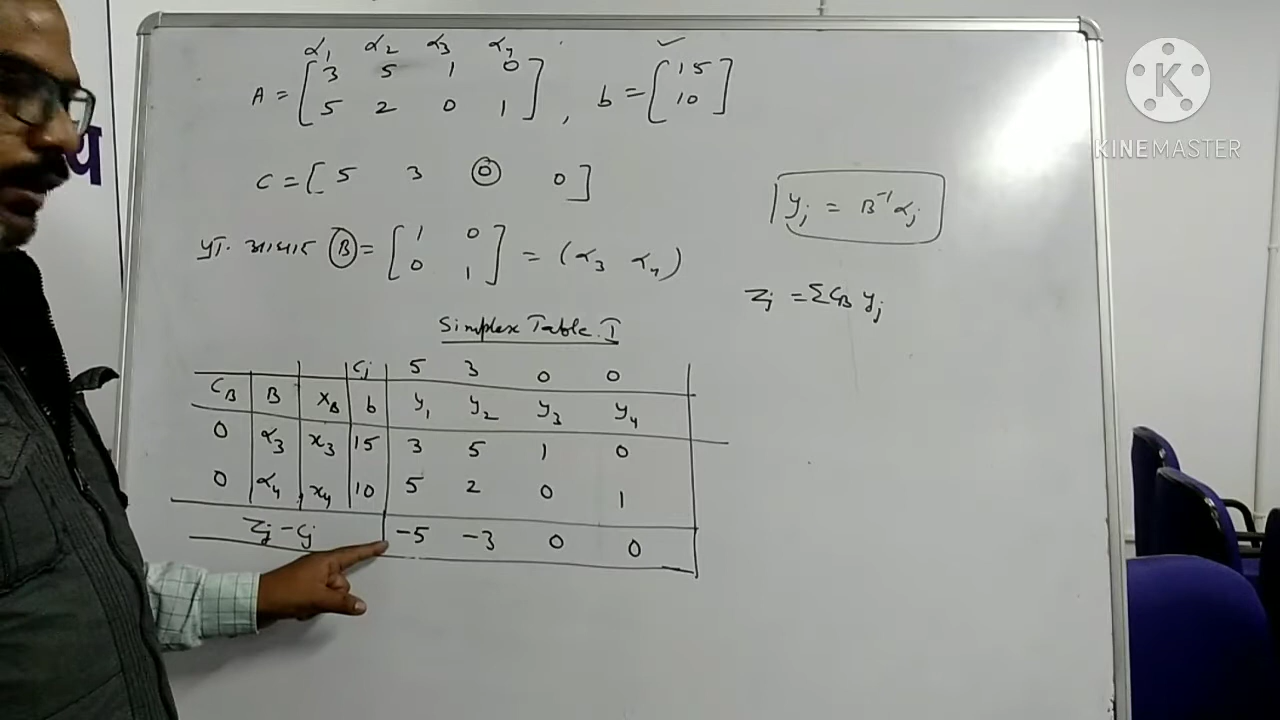 α₁ α₂ α₃ α₄
A = [3 5 1 0
5 2 0 1], b = [15
10]
C = [5 3 0 0]
B = [1 0
0 1] = (α₃ α₄)
yⱼ = B⁻¹αⱼ
zⱼ = ΣC_B yⱼ
Simplex Table. I
Cⱼ 5 3 0 0
C_B B X_B b y₁ y₂ y₃ y₄
0 α₃ x₃ 15 3 5 1 0
0 α₄ x₄ 10 5 2 0 1
Zⱼ - Cⱼ -5 -3 0 0
K
KINEMASTER